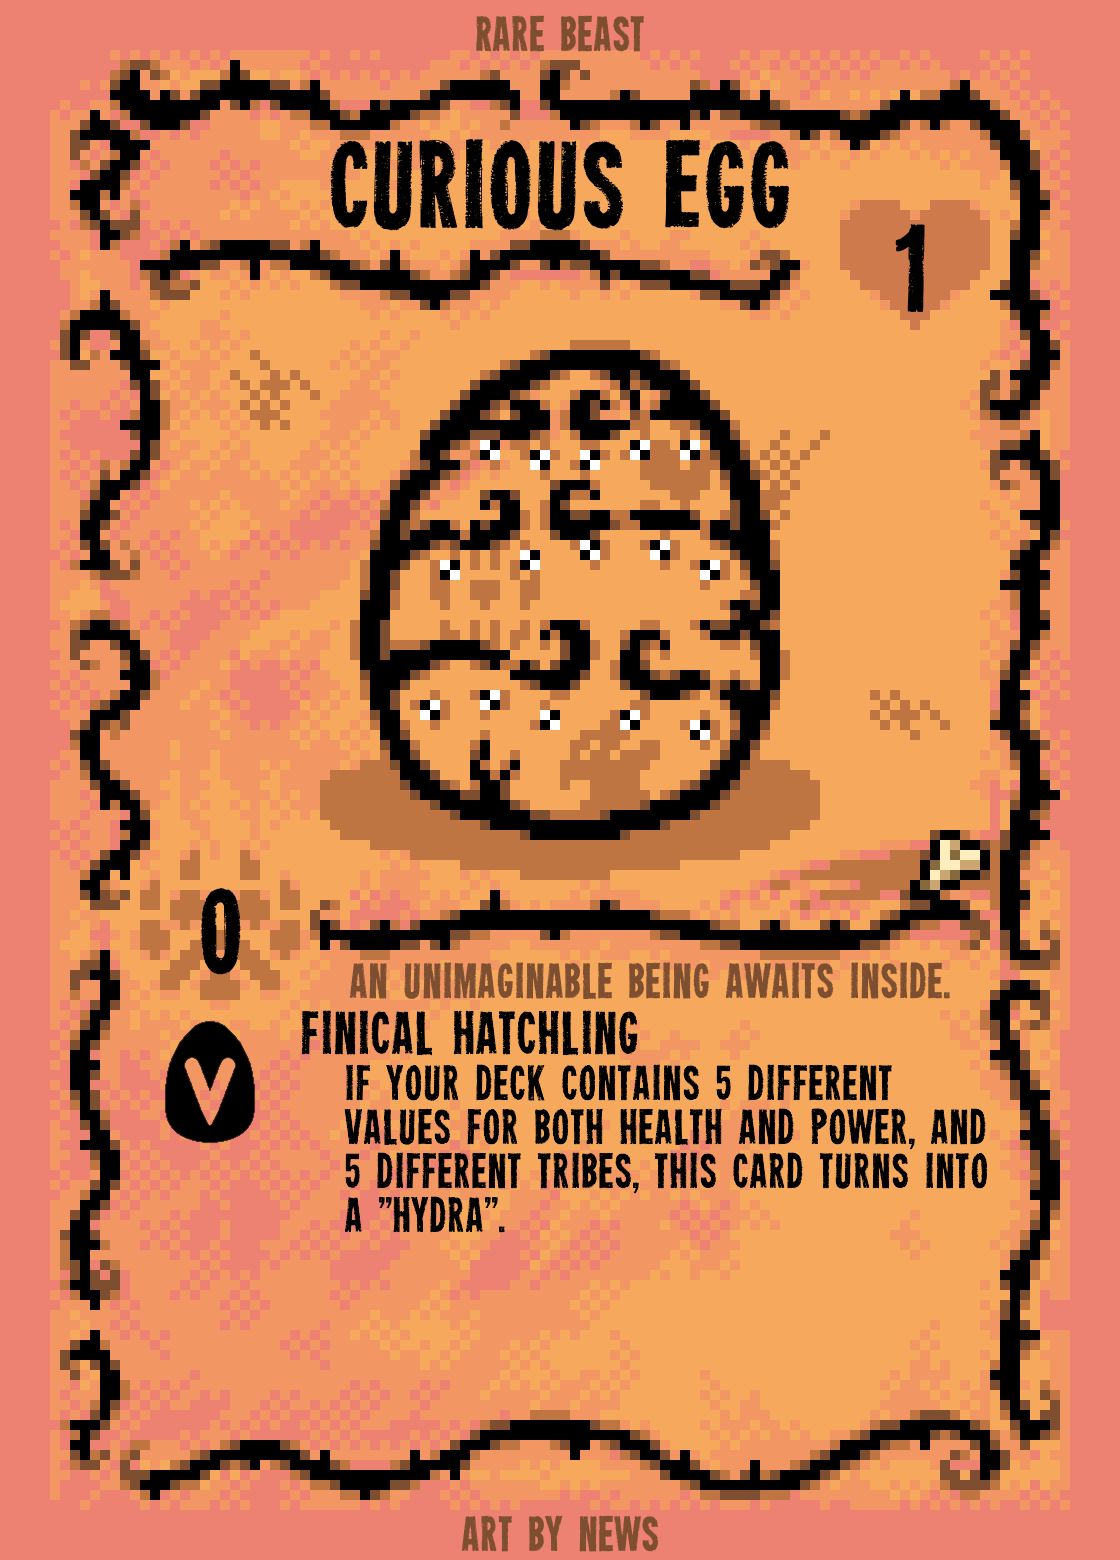 RARE BEAST
CURIOUS EGG
1
0
AN UNIMAGINABLE BEING AWAITS INSIDE.
FINICAL HATCHLING
IF YOUR DECK CONTAINS 5 DIFFERENT
VALUES FOR BOTH HEALTH AND POWER, AND
5 DIFFERENT TRIBES, THIS CARD TURNS INTO
A "HYDRA".
ART BY NEWS